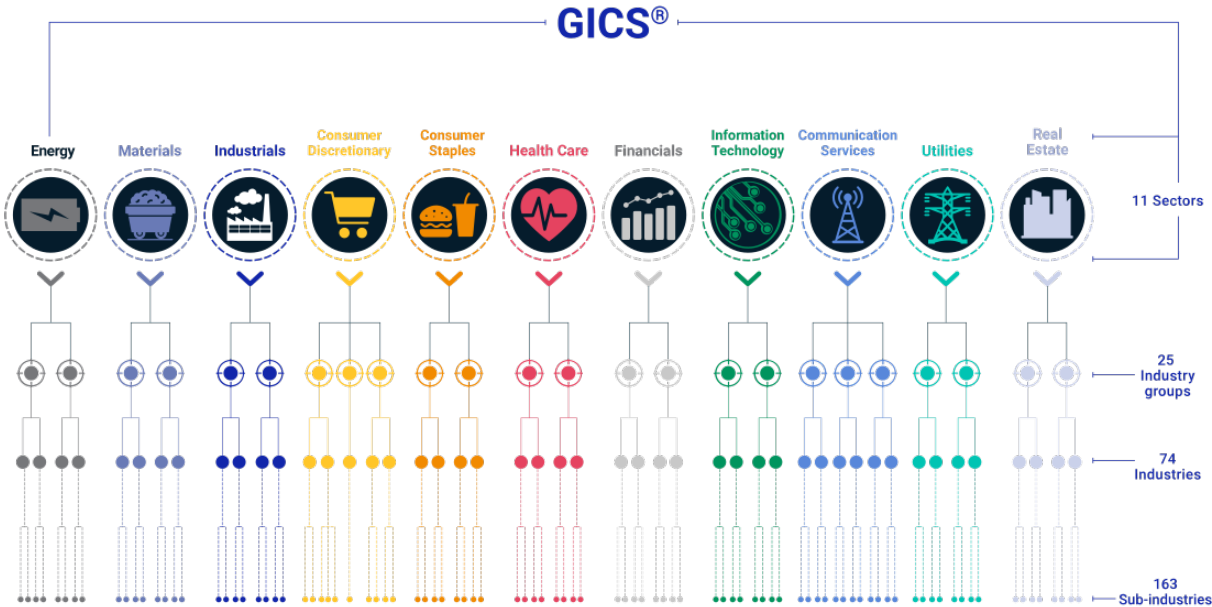 GICS®
Energy
Materials
Industrials
Consumer
Discretionary
Consumer
Staples
Health Care
Financials
Information
Technology
Communication
Services
Utilities
Real
Estate
11 Sectors
25
Industry
groups
74
Industries
163
Sub-industries